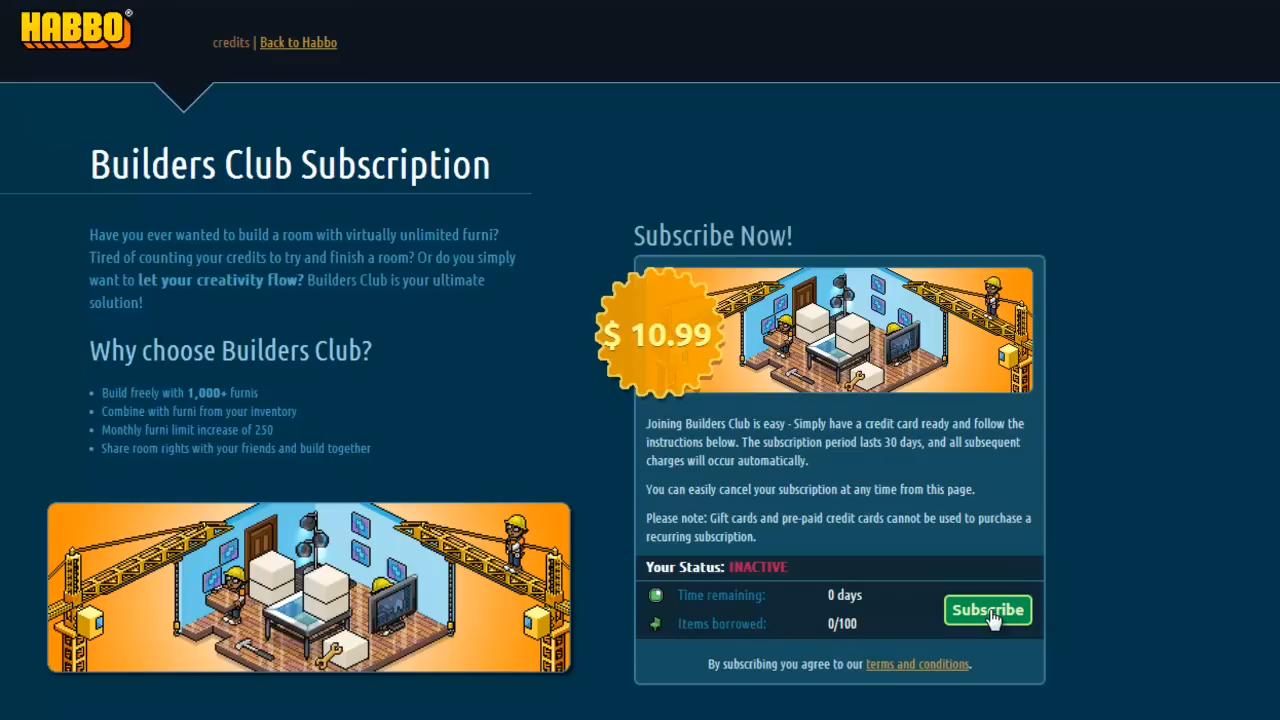 HABBO®
credits | Back to Habbo
Builders Club Subscription
Have you ever wanted to build a room with virtually unlimited furni?
Tired of counting your credits to try and finish a room? Or do you simply
want to let your creativity flow? Builders Club is your ultimate
solution!
Why choose Builders Club?
• Build freely with 1,000+ furnis
• Combine with furni from your inventory
• Monthly furni limit increase of 250
• Share room rights with your friends and build together
Subscribe Now!
$ 10.99
Joining Builders Club is easy - Simply have a credit card ready and follow the
instructions below. The subscription period lasts 30 days, and all subsequent
charges will occur automatically.
You can easily cancel your subscription at any time from this page.
Please note: Gift cards and pre-paid credit cards cannot be used to purchase a
recurring subscription.
Your Status: INACTIVE
Time remaining: 0 days
Items borrowed: 0/100
Subscribe
By subscribing you agree to our terms and conditions.